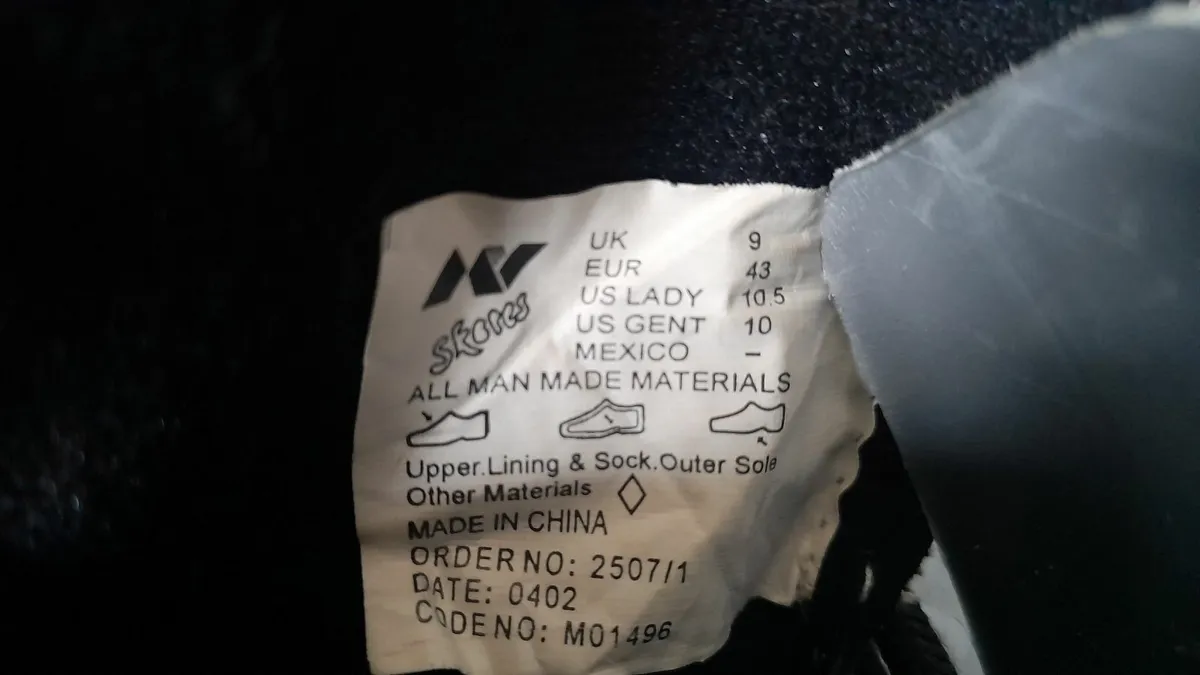 Skores
UK 9
EUR 43
US LADY 10.5
US GENT 10
MEXICO –
ALL MAN MADE MATERIALS
Upper.Lining & Sock.Outer Sole
Other Materials
MADE IN CHINA
ORDER NO: 2507/1
DATE: 0402
CODE NO: M01496